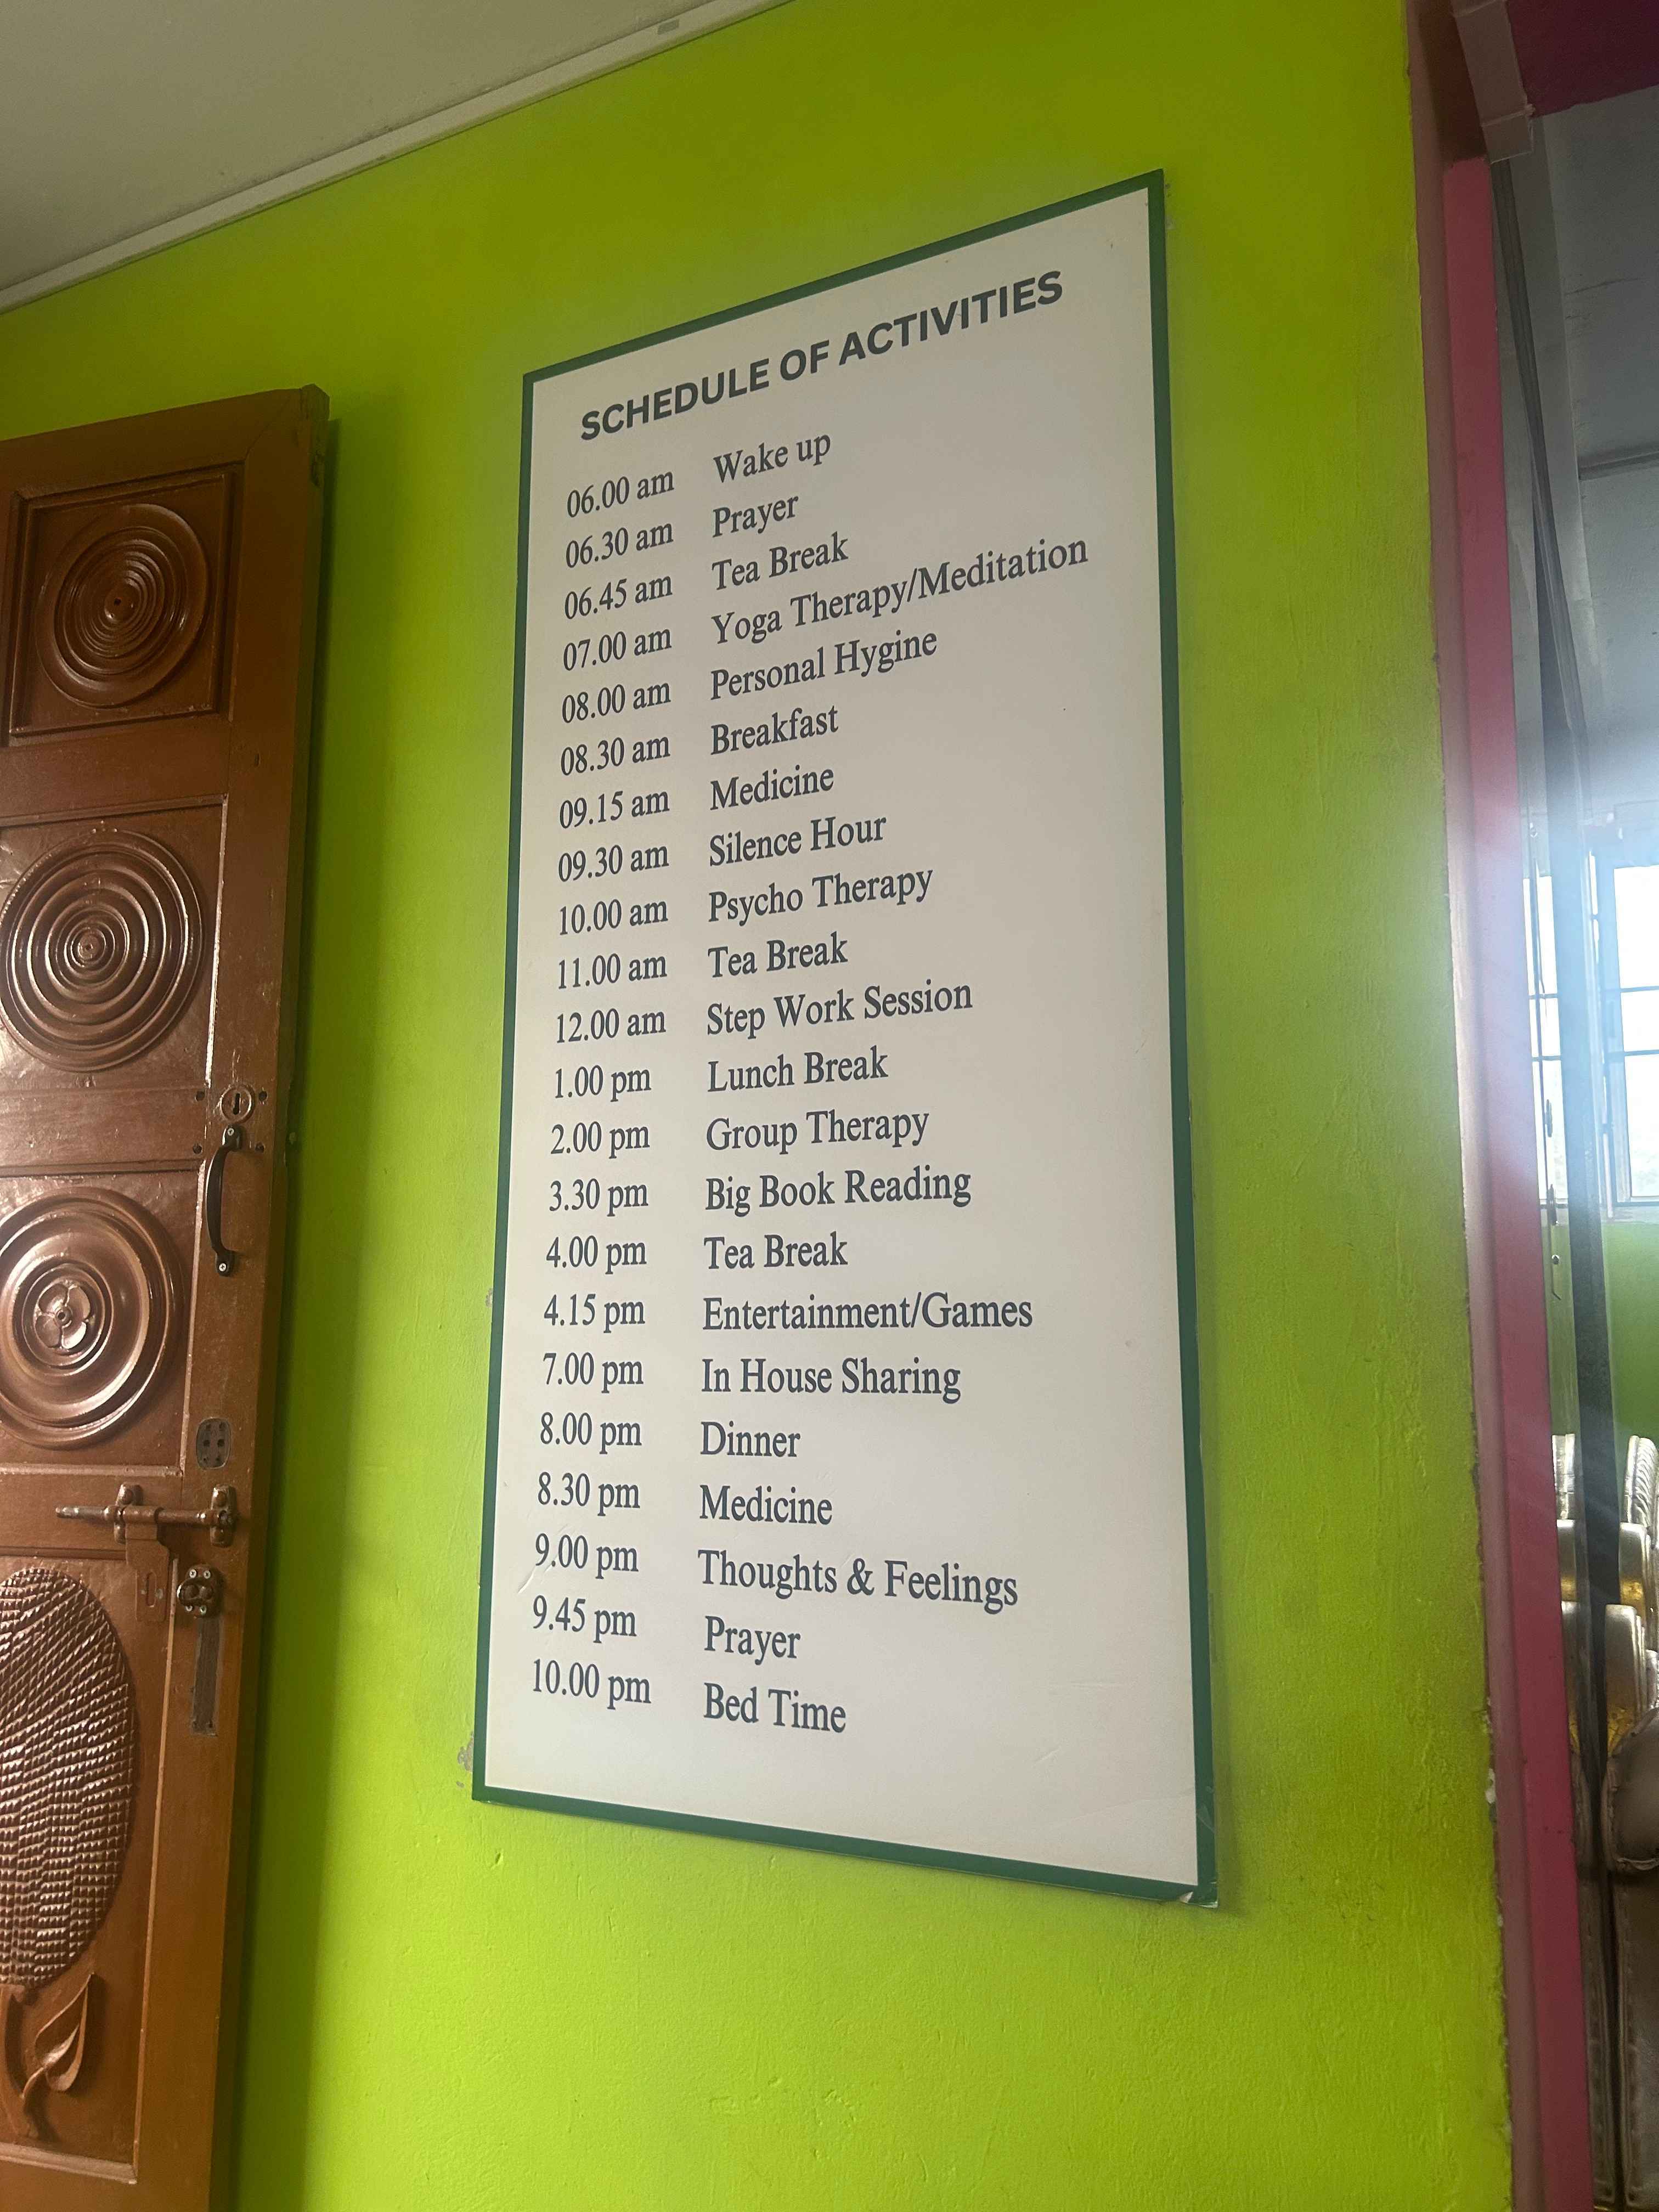 SCHEDULE OF ACTIVITIES
06.00 am Wake up
06.30 am Prayer
06.45 am Tea Break
07.00 am Yoga Therapy/Meditation
08.00 am Personal Hygine
08.30 am Breakfast
09.15 am Medicine
09.30 am Silence Hour
10.00 am Psycho Therapy
11.00 am Tea Break
12.00 am Step Work Session
1.00 pm Lunch Break
2.00 pm Group Therapy
3.30 pm Big Book Reading
4.00 pm Tea Break
4.15 pm Entertainment/Games
7.00 pm In House Sharing
8.00 pm Dinner
8.30 pm Medicine
9.00 pm Thoughts & Feelings
9.45 pm Prayer
10.00 pm Bed Time